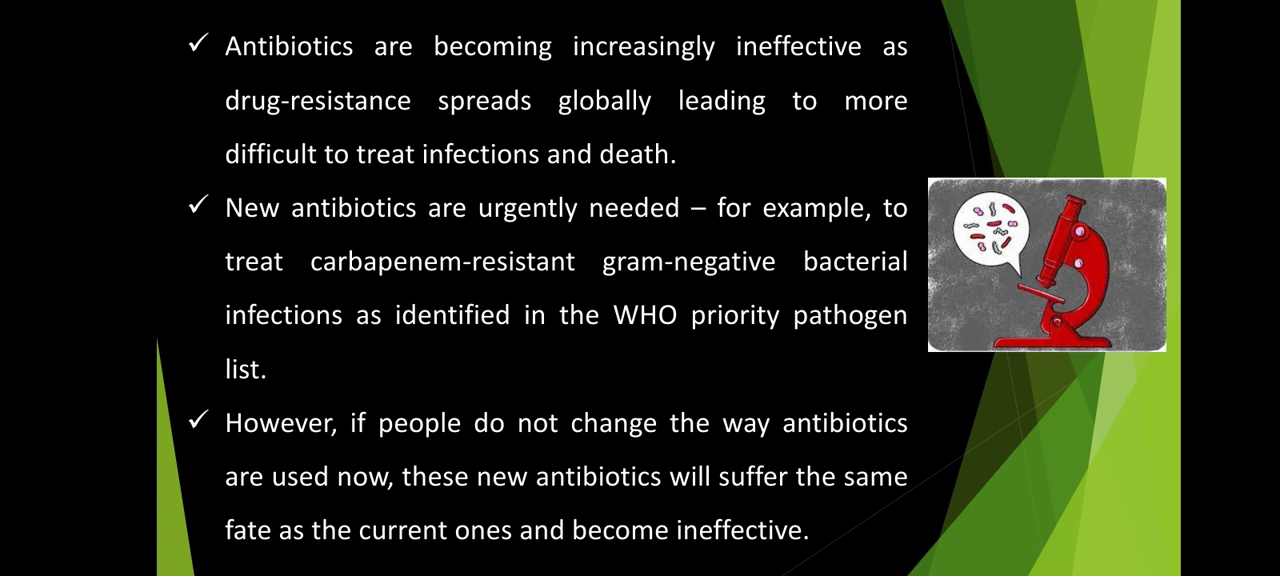 ✓ Antibiotics are becoming increasingly ineffective as
drug-resistance spreads globally leading to more
difficult to treat infections and death.
✓ New antibiotics are urgently needed – for example, to
treat carbapenem-resistant gram-negative bacterial
infections as identified in the WHO priority pathogen
list.
✓ However, if people do not change the way antibiotics
are used now, these new antibiotics will suffer the same
fate as the current ones and become ineffective.